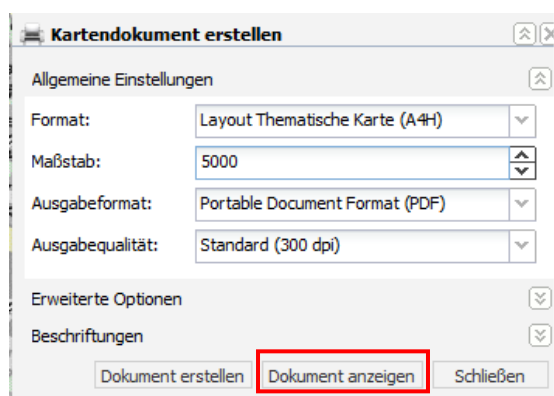 Kartendokument erstellen
Allgemeine Einstellungen
Format: Layout Thematische Karte (A4H)
Maßstab: 5000
Ausgabeformat: Portable Document Format (PDF)
Ausgabequalität: Standard (300 dpi)
Erweiterte Optionen
Beschriftungen
Dokument erstellen Dokument anzeigen Schließen